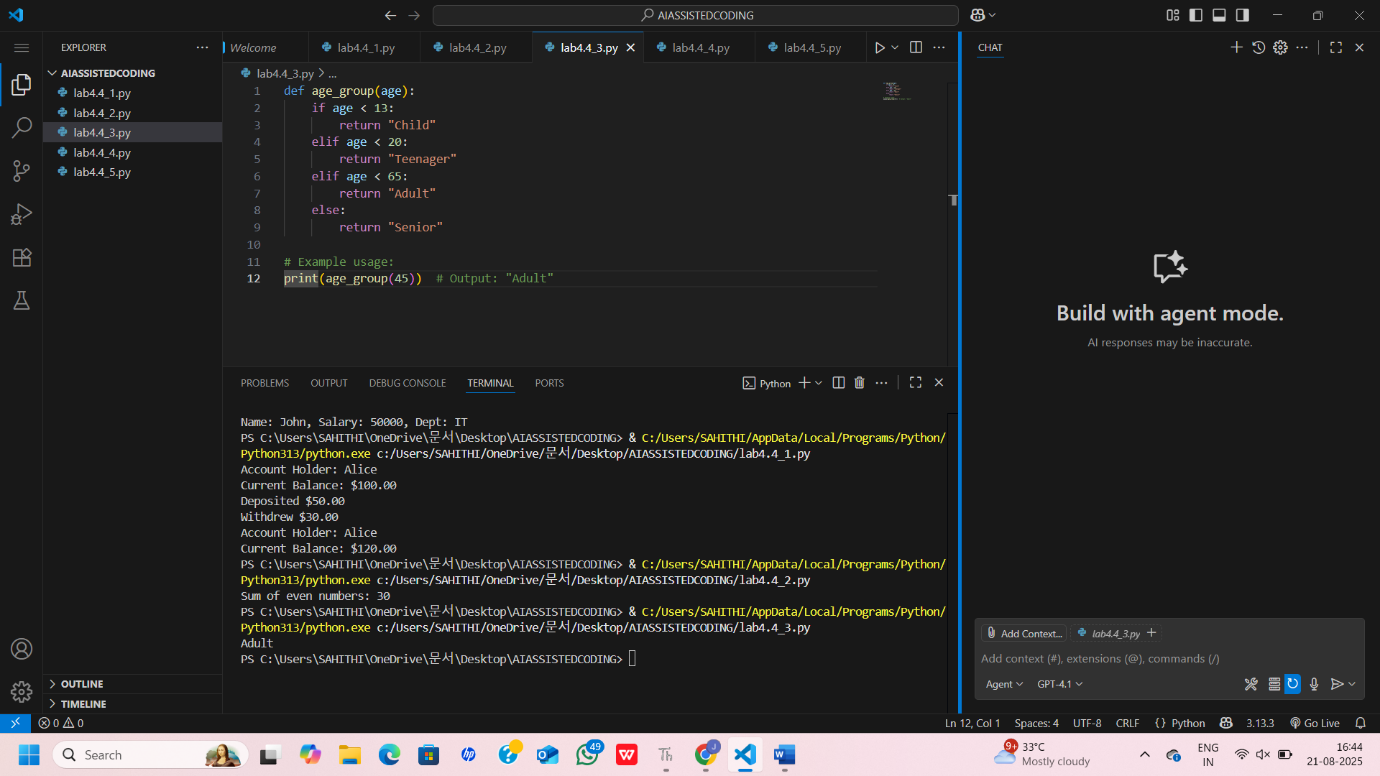 AIASSISTEDCODING
EXPLORER
AIASSISTEDCODING
lab4.4_1.py
lab4.4_2.py
lab4.4_3.py
lab4.4_4.py
lab4.4_5.py
OUTLINE
TIMELINE
Welcome
lab4.4_1.py
lab4.4_2.py
lab4.4_3.py
lab4.4_4.py
lab4.4_5.py
lab4.4_3.py > ...
1 def age_group(age):
2 if age < 13:
3 return "Child"
4 elif age < 20:
5 return "Teenager"
6 elif age < 65:
7 return "Adult"
8 else:
9 return "Senior"
10
11 # Example usage:
12 print(age_group(45)) # Output: "Adult"
PROBLEMS OUTPUT DEBUG CONSOLE TERMINAL PORTS
Python
Name: John, Salary: 50000, Dept: IT
PS C:\Users\SAHITHI\OneDrive\문서\Desktop\AIASSISTEDCODING> & C:/Users/SAHITHI/AppData/Local/Programs/Python/
Python313/python.exe c:/Users/SAHITHI/OneDrive/문서/Desktop/AIASSISTEDCODING/lab4.4_1.py
Account Holder: Alice
Current Balance: $100.00
Deposited $50.00
Withdrew $30.00
Account Holder: Alice
Current Balance: $120.00
PS C:\Users\SAHITHI\OneDrive\문서\Desktop\AIASSISTEDCODING> & C:/Users/SAHITHI/AppData/Local/Programs/Python/
Python313/python.exe c:/Users/SAHITHI/OneDrive/문서/Desktop/AIASSISTEDCODING/lab4.4_2.py
Sum of even numbers: 30
PS C:\Users\SAHITHI\OneDrive\문서\Desktop\AIASSISTEDCODING> & C:/Users/SAHITHI/AppData/Local/Programs/Python/
Python313/python.exe c:/Users/SAHITHI/OneDrive/문서/Desktop/AIASSISTEDCODING/lab4.4_3.py
Adult
PS C:\Users\SAHITHI\OneDrive\문서\Desktop\AIASSISTEDCODING>
CHAT
Build with agent mode.
AI responses may be inaccurate.
Add Context... lab4.4_3.py
Add context (#), extensions (@), commands (/)
Agent GPT-4.1
0 0
Ln 12, Col 1 Spaces: 4 UTF-8 CRLF {} Python 3.13.3 Go Live
Search
49
9+
33°C
Mostly cloudy
ENG
IN
16:44
21-08-2025